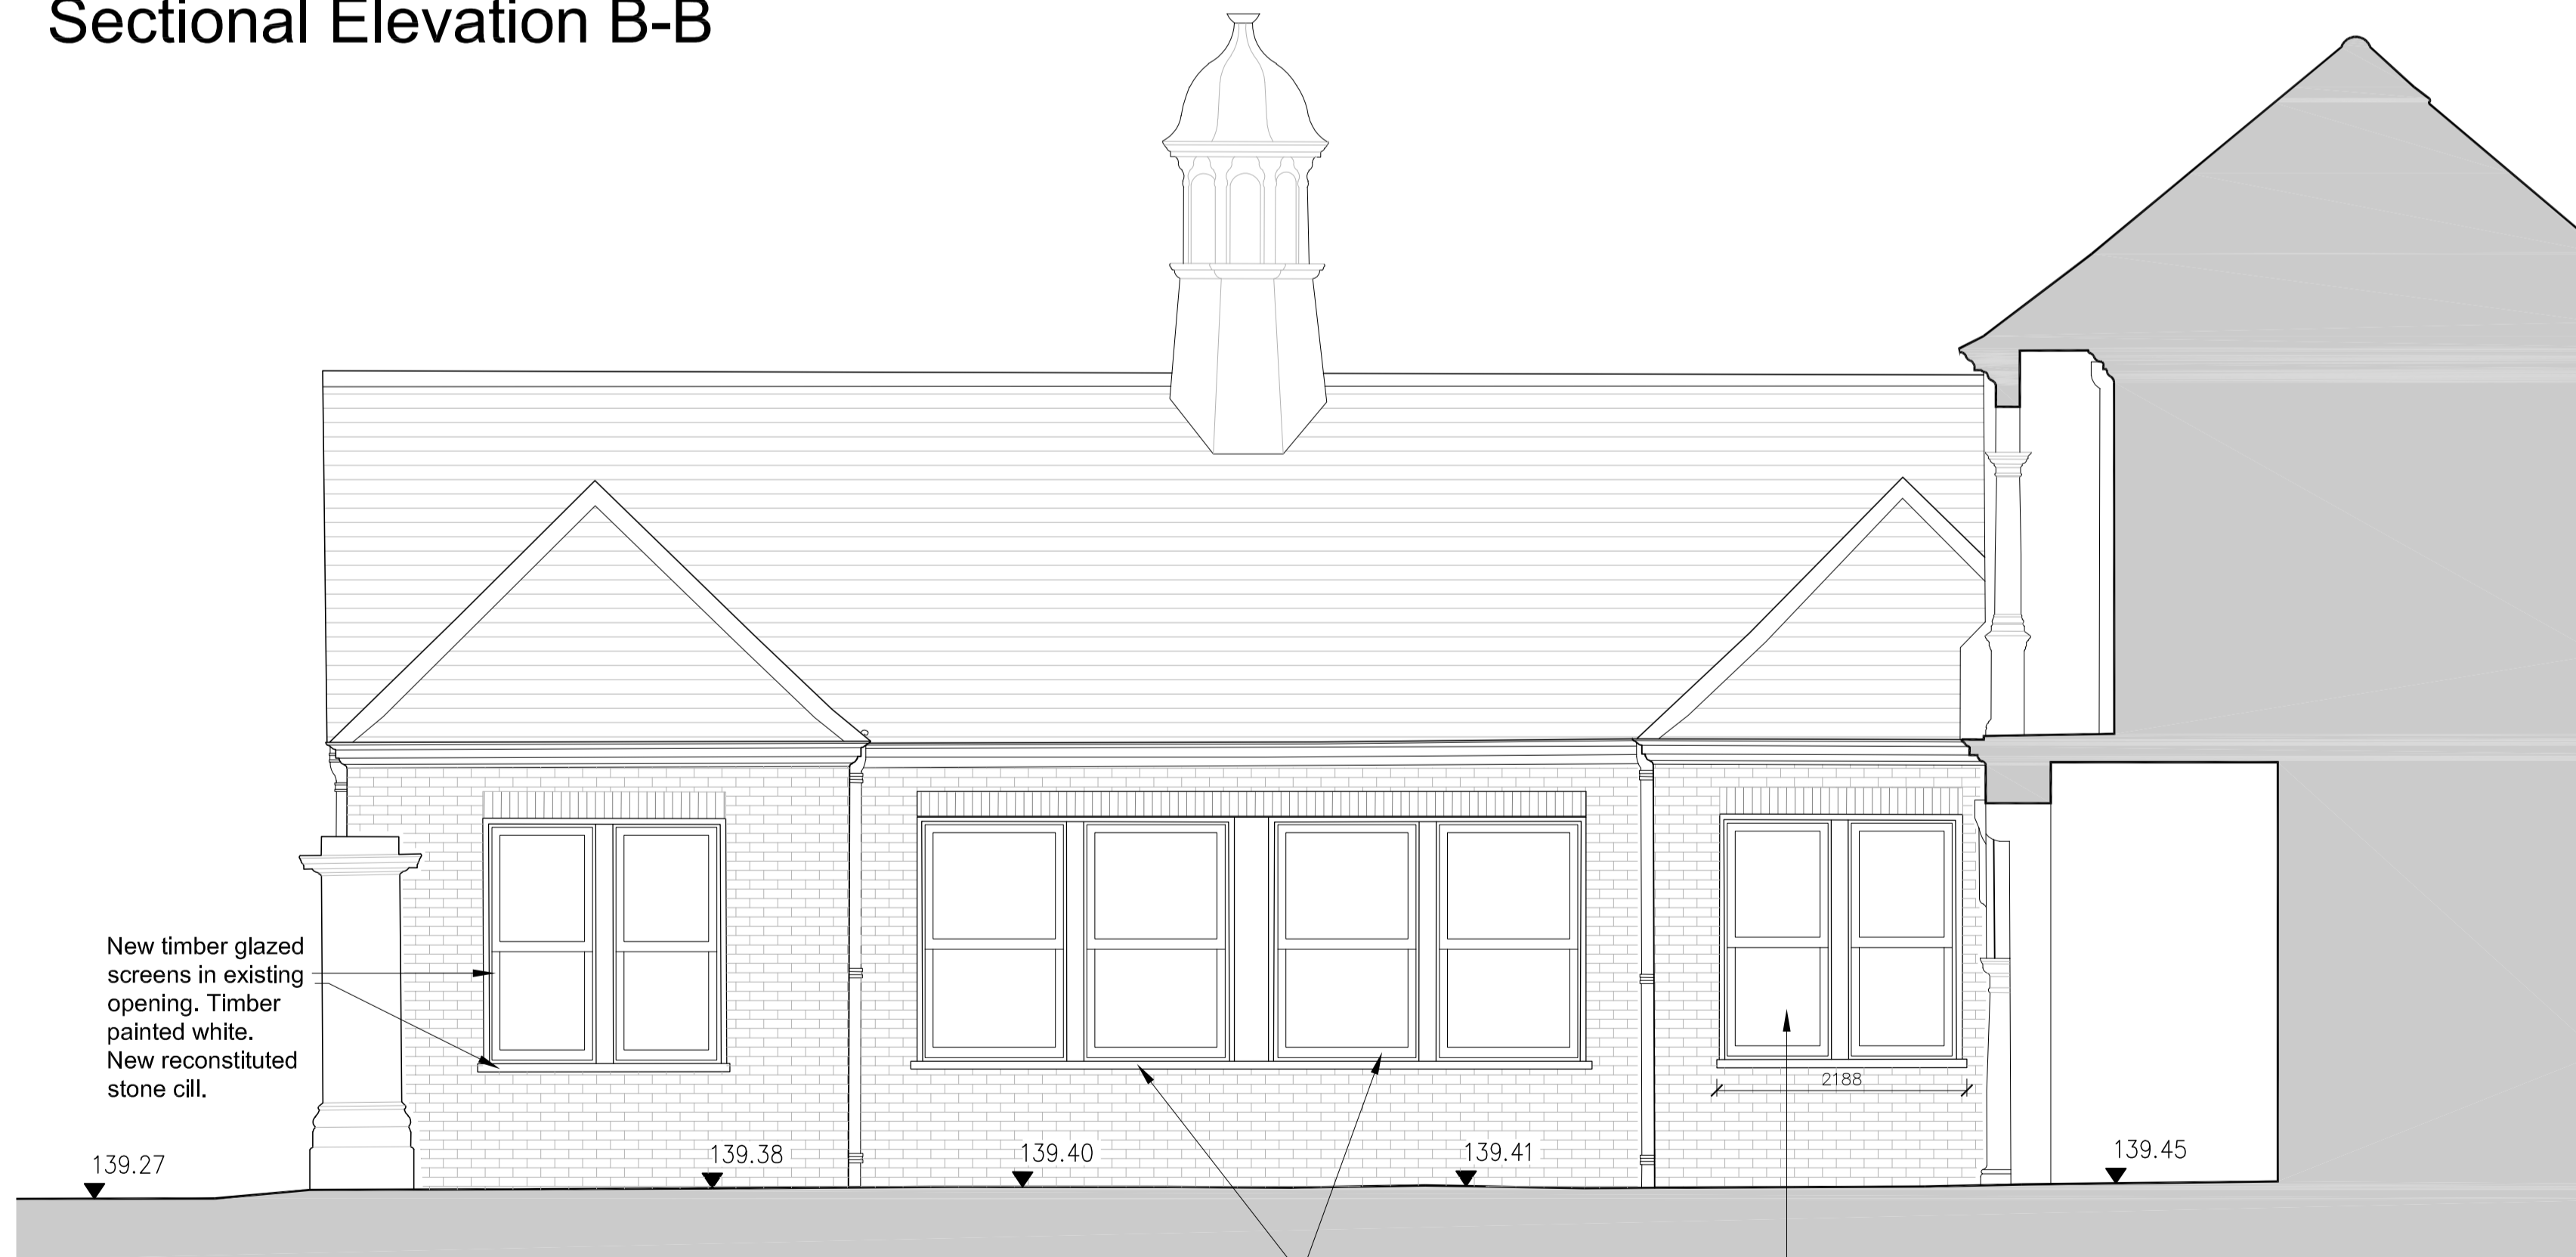 Sectional Elevation B-B
New timber glazed
screens in existing
opening. Timber
painted white.
New reconstituted
stone cill.
2188
139.27
139.38
139.40
139.41
139.45